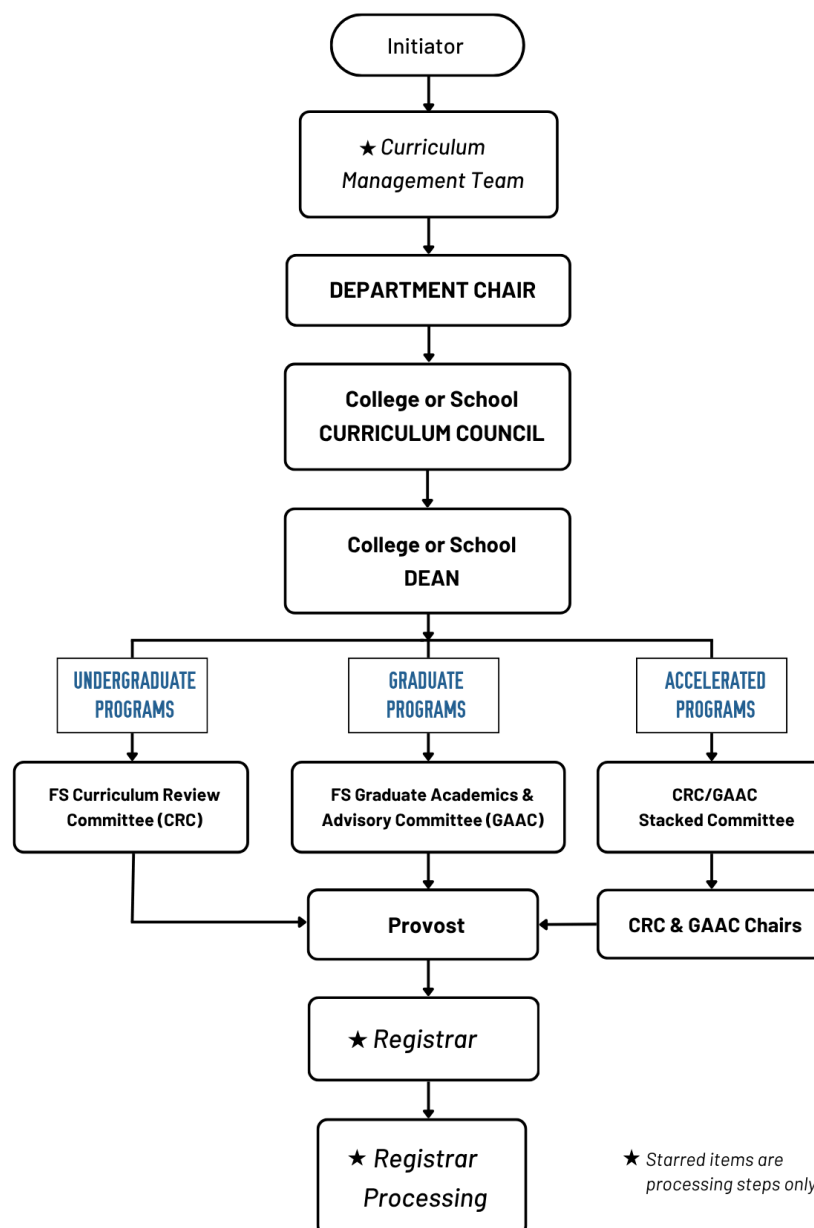 Initiator
★ Curriculum
Management Team
DEPARTMENT CHAIR
College or School
CURRICULUM COUNCIL
College or School
DEAN
UNDERGRADUATE
PROGRAMS
GRADUATE
PROGRAMS
ACCELERATED
PROGRAMS
FS Curriculum Review
Committee (CRC)
FS Graduate Academics &
Advisory Committee (GAAC)
CRC/GAAC
Stacked Committee
Provost
CRC & GAAC Chairs
★ Registrar
★ Registrar
Processing
★ Starred items are
processing steps only